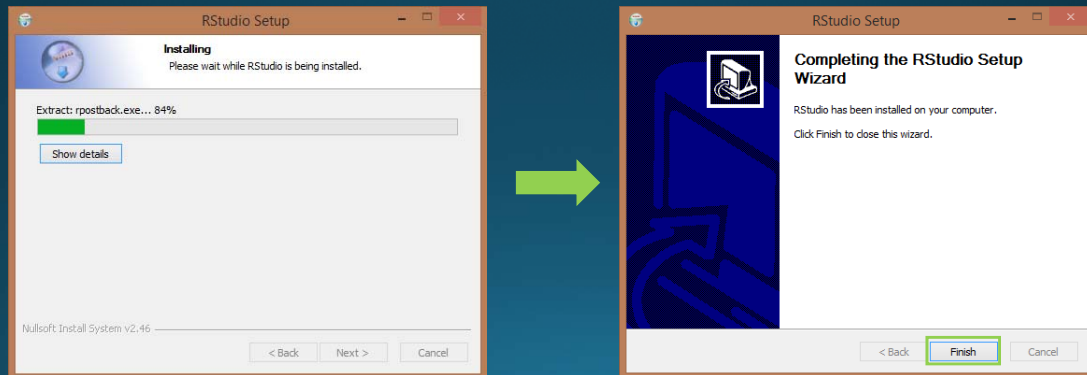 RStudio Setup
Installing
Please wait while RStudio is being installed.
Extract: rpostback.exe... 84%
Show details
Nullsoft Install System v2.46
< Back
Next >
Cancel
RStudio Setup
Completing the RStudio Setup
Wizard
RStudio has been installed on your computer.
Click Finish to close this wizard.
< Back
Finish
Cancel